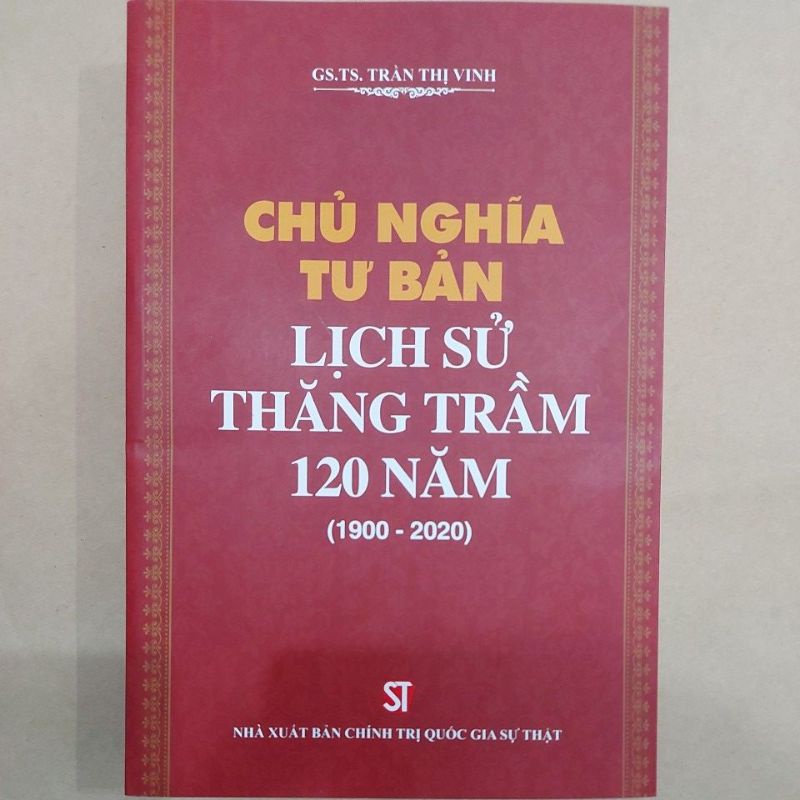 GS.TS. TRẦN THỊ VINH
CHỦ NGHĨA
TƯ BẢN
LỊCH SỬ
THĂNG TRẦM
120 NĂM
(1900 - 2020)
ST
NHÀ XUẤT BẢN CHÍNH TRỊ QUỐC GIA SỰ THẬT